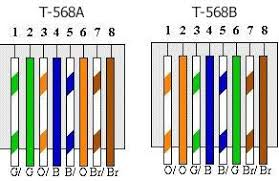 T-568A
T-568B
1 2 3 4 5 6 7 8
1 2 3 4 5 6 7 8
G/ G O/ B B/ O Br/ Br
O/ O G/ B B/ G Br/ Br